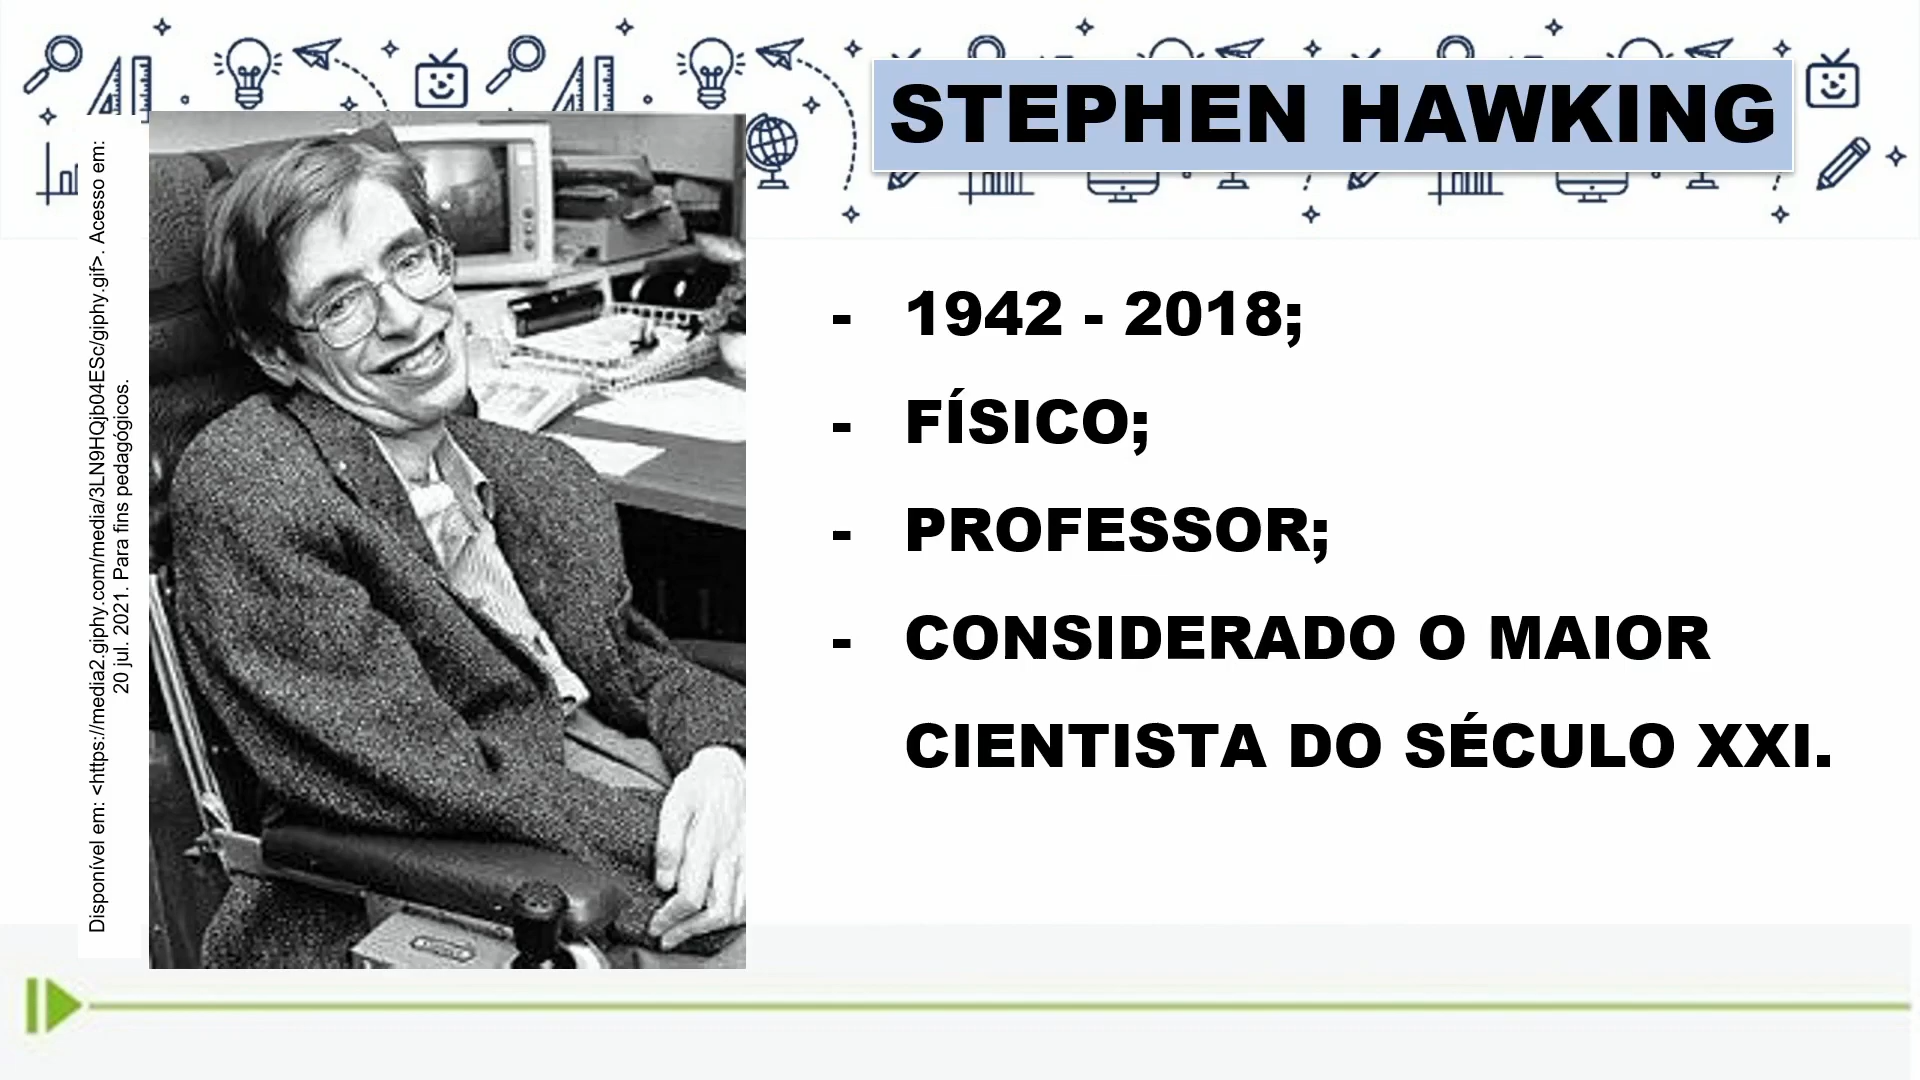 STEPHEN HAWKING
Disponível em: <https://media2.giphy.com/media/3LN9HQjb04ESc/giphy.gif>. Acesso em:
20 jul. 2021. Para fins pedagógicos.
- 1942 - 2018;
- FÍSICO;
- PROFESSOR;
- CONSIDERADO O MAIOR
CIENTISTA DO SÉCULO XXI.